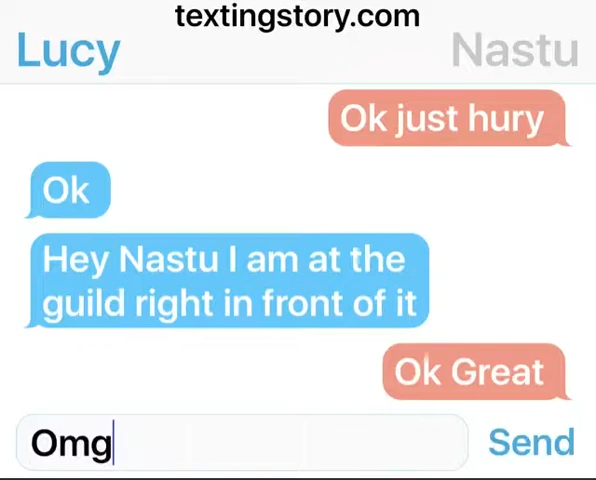 textingstory.com
Lucy
Nastu
Ok just hury
Ok
Hey Nastu I am at the
guild right in front of it
Ok Great
Omg
Send